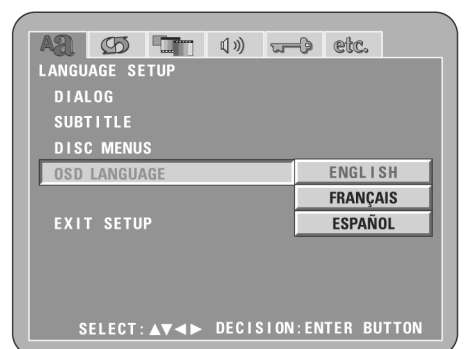 Aa etc.
LANGUAGE SETUP
DIALOG
SUBTITLE
DISC MENUS
OSD LANGUAGE ENGLISH
FRANÇAIS
EXIT SETUP ESPAÑOL
SELECT:▲▼◀▶ DECISION:ENTER BUTTON